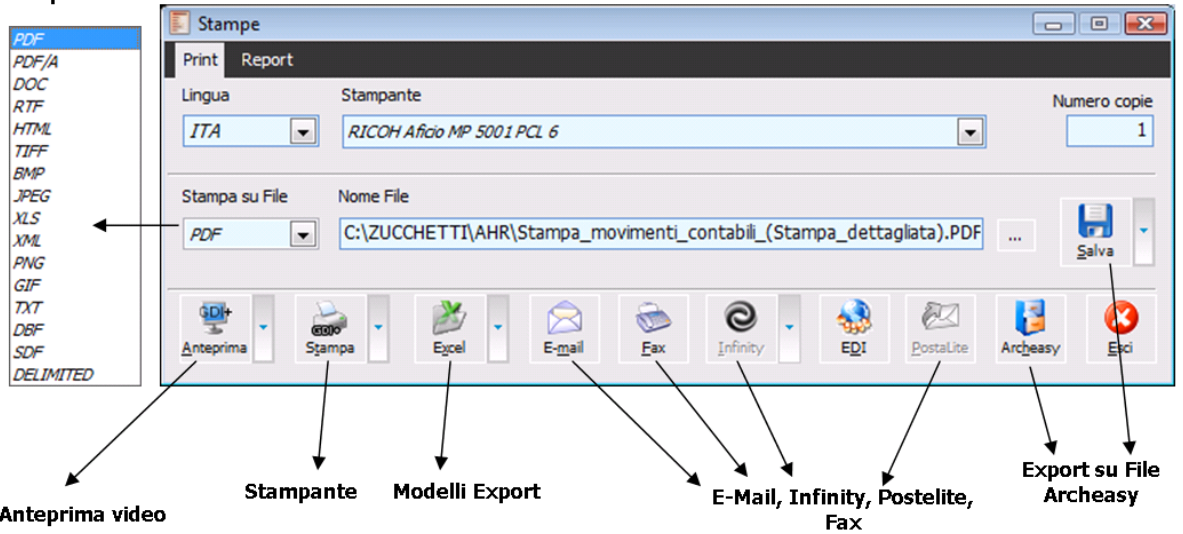 PDF
PDF/A
DOC
RTF
HTML
TIFF
BMP
JPEG
XLS
XML
PNG
GIF
TXT
DBF
SDF
DELIMITED
Stampe
Print Report
Lingua Stampante Numero copie
ITA RICOH Aficio MP 5001 PCL 6 1
Stampa su File Nome File
PDF C:\ZUCCHETTI\AHR\Stampa_movimenti_contabili_(Stampa_dettagliata).PDF ...
Salva
GDI+ GDI+
Anteprima Stampa Excel E-mail Fax Infinity EDI PostaLite Archeasy Esci
Anteprima video
Stampante
Modelli Export
E-Mail, Infinity, Postelite,
Fax
Export su File
Archeasy